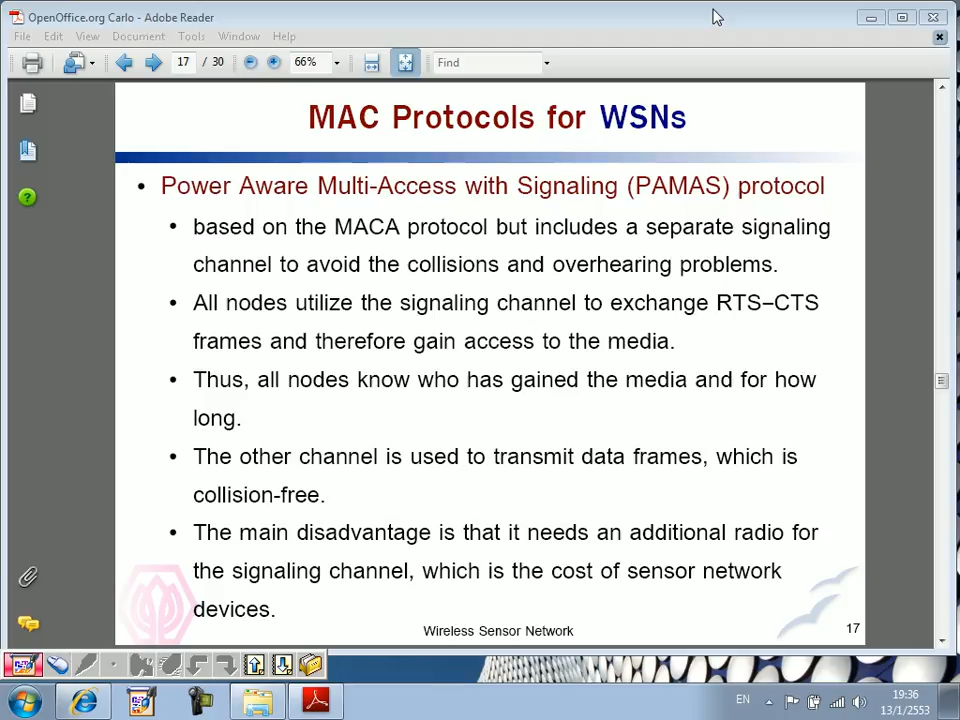 OpenOffice.org Carlo - Adobe Reader
File Edit View Document Tools Window Help
17 / 30 66% Find
MAC Protocols for WSNs
• Power Aware Multi-Access with Signaling (PAMAS) protocol
• based on the MACA protocol but includes a separate signaling
channel to avoid the collisions and overhearing problems.
• All nodes utilize the signaling channel to exchange RTS–CTS
frames and therefore gain access to the media.
• Thus, all nodes know who has gained the media and for how
long.
• The other channel is used to transmit data frames, which is
collision-free.
• The main disadvantage is that it needs an additional radio for
the signaling channel, which is the cost of sensor network
devices.
Wireless Sensor Network 17
EN 19:36
13/1/2553